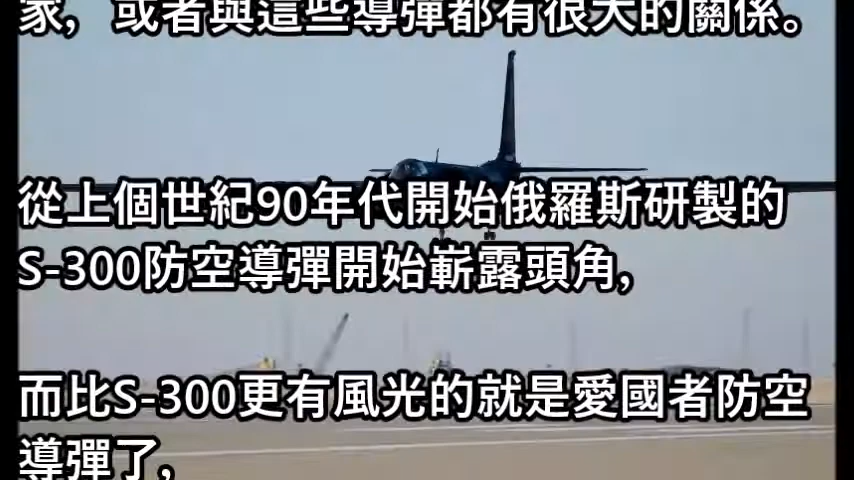 家，或者與這些導彈都有很大的關係。
從上個世紀90年代開始俄羅斯研製的
S-300防空導彈開始嶄露頭角,
而比S-300更有風光的就是愛國者防空
導彈了,